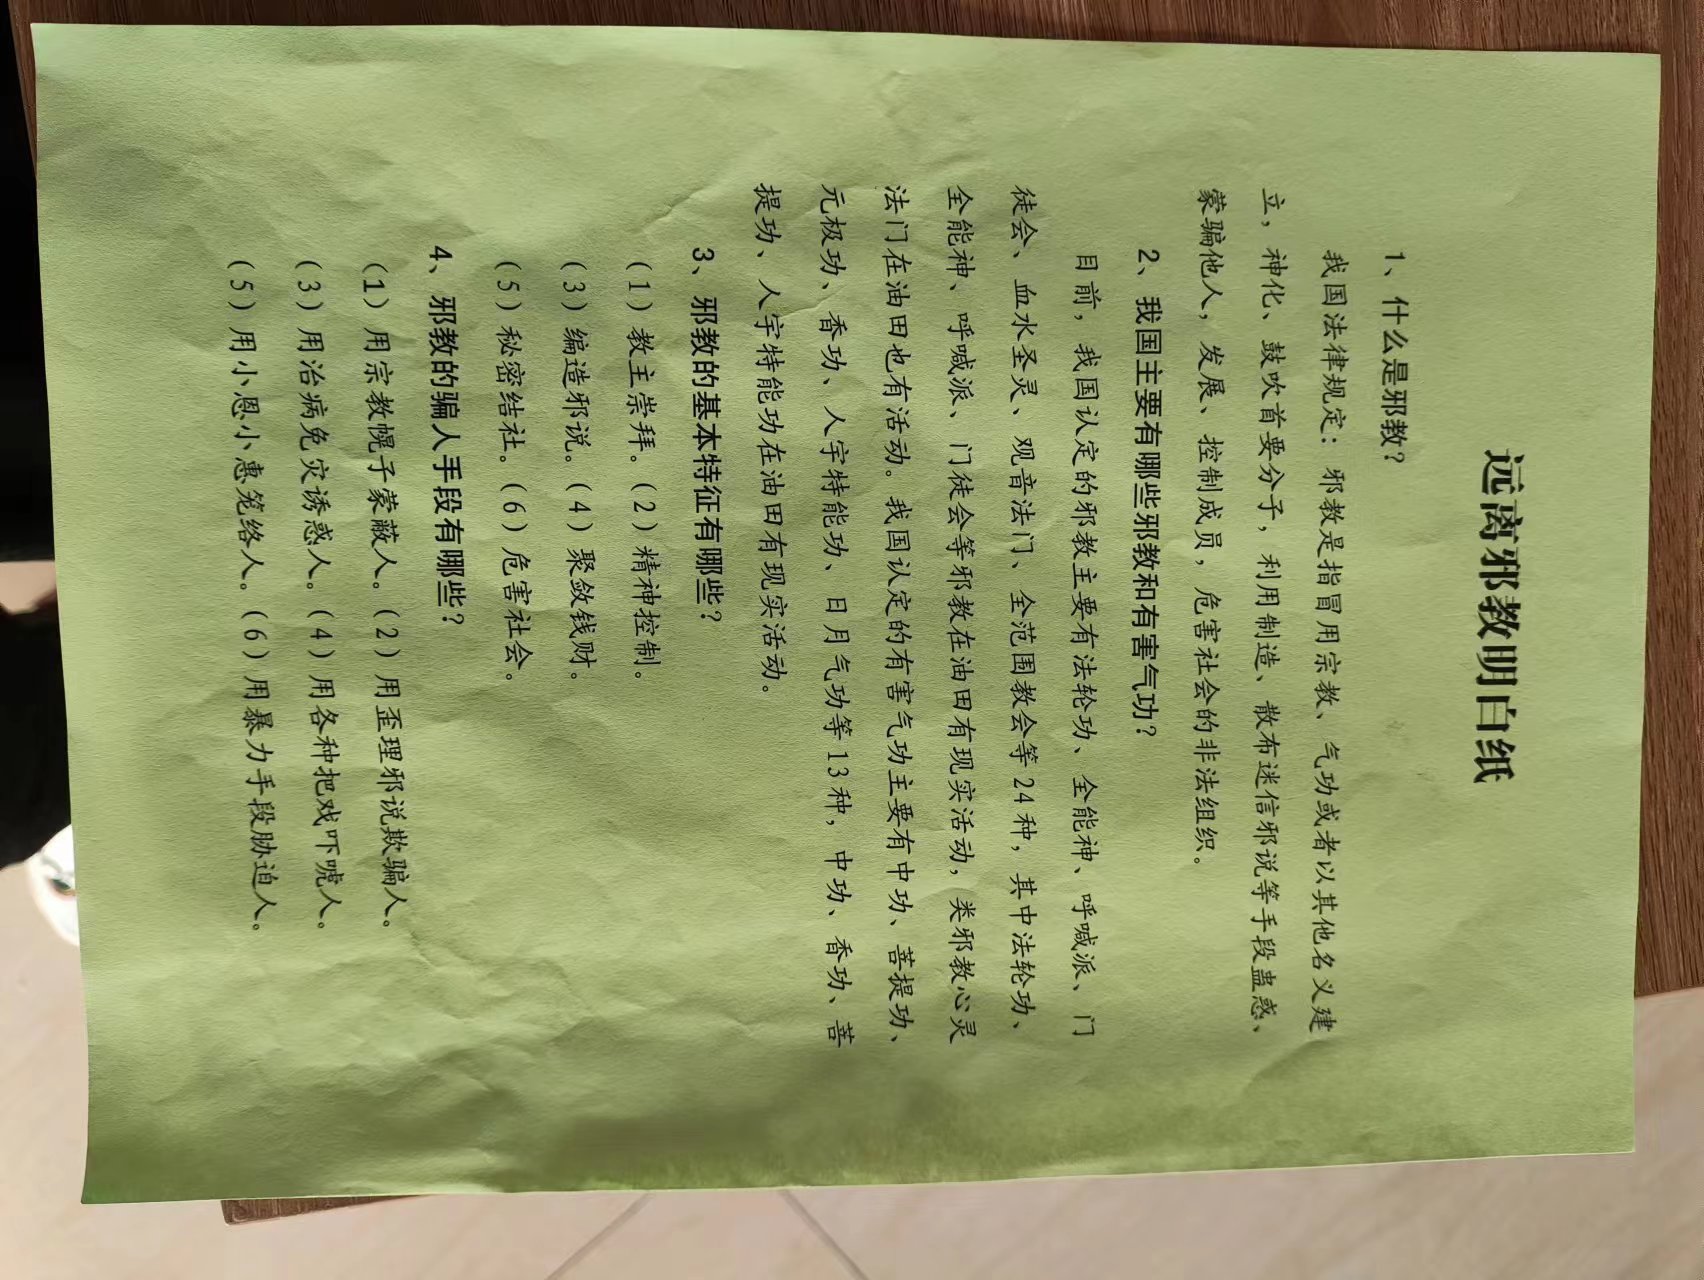 远离邪教明白纸
1、什么是邪教？
我国法律规定：邪教是指冒用宗教、气功或者以其他名义建
立，神化、鼓吹首要分子，利用制造、散布迷信邪说等手段蛊惑、
蒙骗他人，发展、控制成员，危害社会的非法组织。
2、我国主要有哪些邪教和有害气功？
目前，我国认定的邪教主要有法轮功、全能神、呼喊派、门
徒会、血水圣灵、观音法门、全范围教会等24种，其中法轮功、
全能神、呼喊派、门徒会等邪教在油田有现实活动，类邪教心灵
法门在油田也有活动。我国认定的有害气功主要有中功、菩提功、
元极功、香功、人宇特能功、日月气功等13种，中功、香功、菩
提功、人宇特能功在油田有现实活动。
3、邪教的基本特征有哪些？
（1）教主崇拜。（2）精神控制。
（3）编造邪说。（4）聚敛钱财。
（5）秘密结社。（6）危害社会。
4、邪教的骗人手段有哪些？
（1）用宗教幌子蒙蔽人。（2）用歪理邪说欺骗人。
（3）用治病免灾诱惑人。（4）用各种把戏吓唬人。
（5）用小恩小惠笼络人。（6）用暴力手段胁迫人。